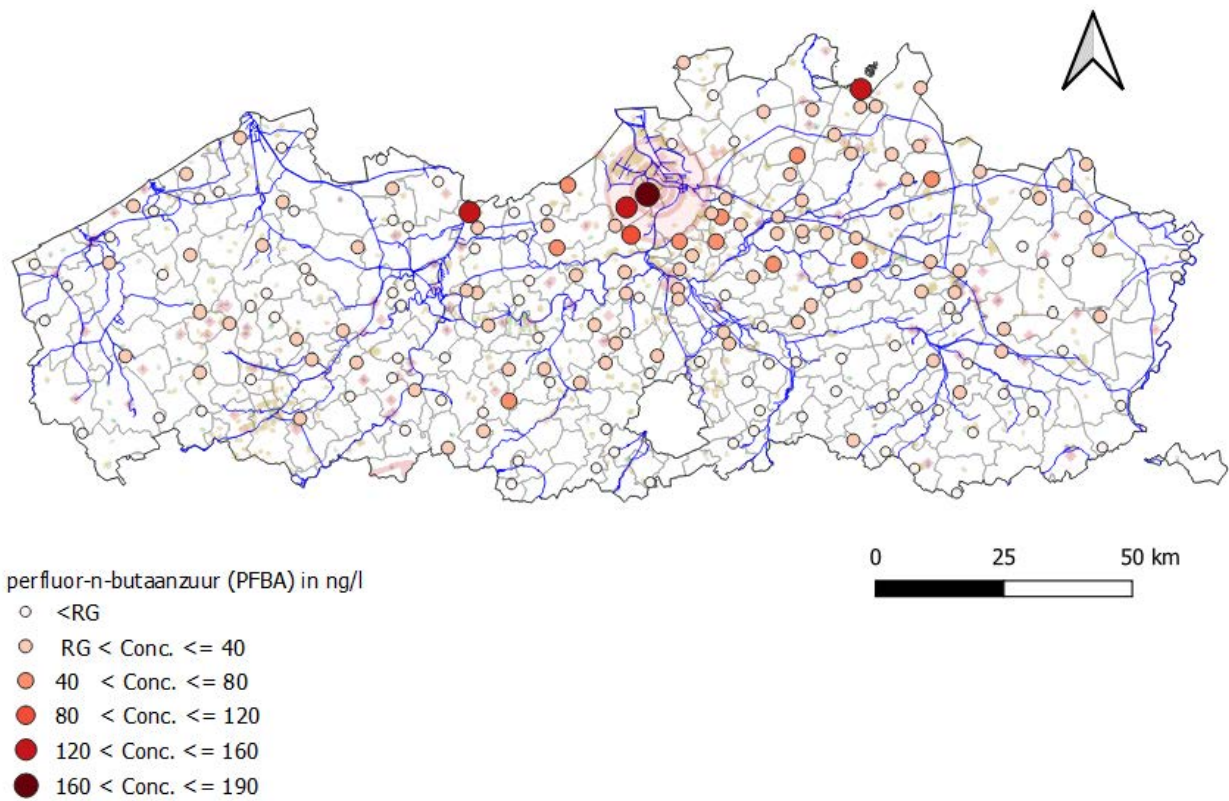 0 25 50 km
perfluor-n-butaanzuur (PFBA) in ng/l
<RG
RG < Conc. <= 40
40 < Conc. <= 80
80 < Conc. <= 120
120 < Conc. <= 160
160 < Conc. <= 190